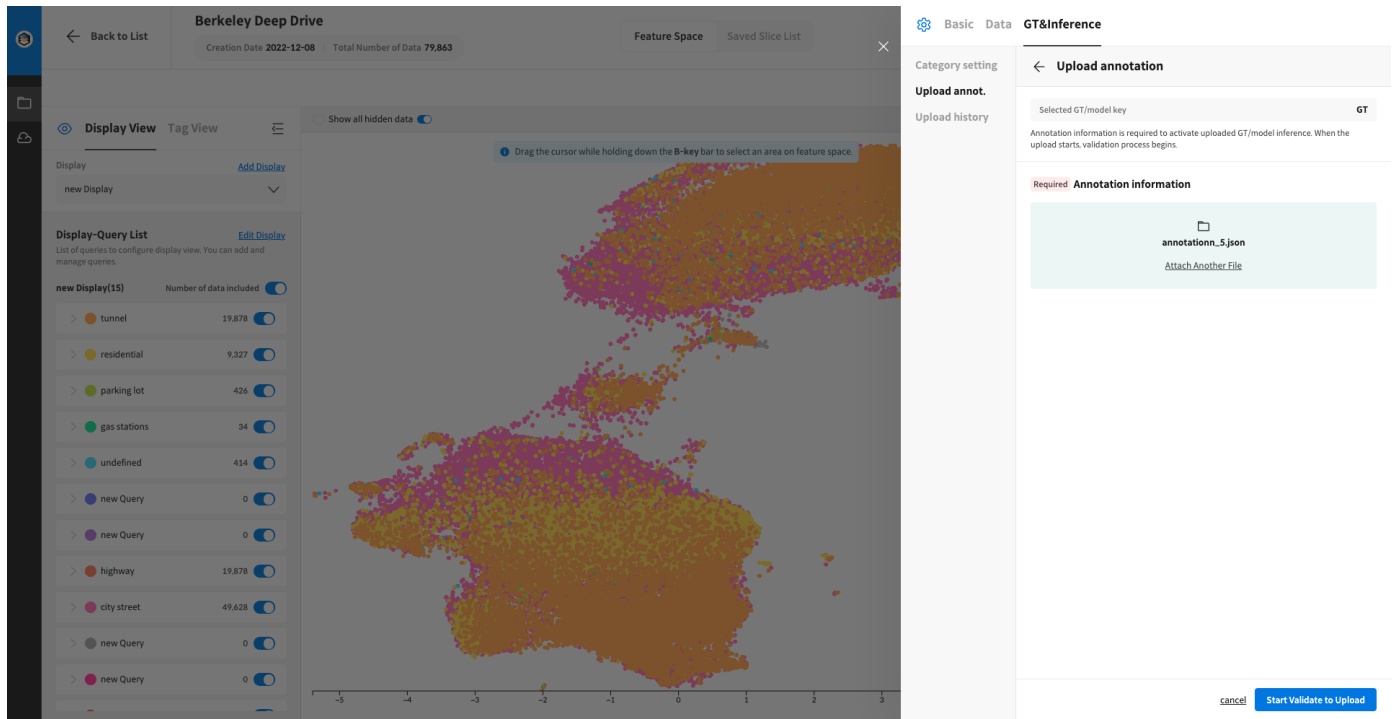 Berkeley Deep Drive
Back to List
Creation Date 2022-12-08 Total Number of Data 79,863
Feature Space Saved Slice List
Display View Tag View
Display Add Display
new Display
Display-Query List Edit Display
List of queries to configure display view. You can add and
manage queries.
new Display(15) Number of data included
tunnel 19,878
residential 9,327
parking lot 426
gas stations 34
undefined 414
new Query 0
new Query 0
highway 19,878
city street 49,628
new Query 0
new Query 0
Show all hidden data
Drag the cursor while holding down the B-key bar to select an area on feature space.
-5 -4 -3 -2 -1 0 1 2 3
Basic Data GT&Inference
Category setting
Upload annot.
Upload history
Upload annotation
Selected GT/model key GT
Annotation information is required to activate uploaded GT/model inference. When the
upload starts, validation process begins.
Required Annotation information
annotationn_5.json
Attach Another File
cancel Start Validate to Upload